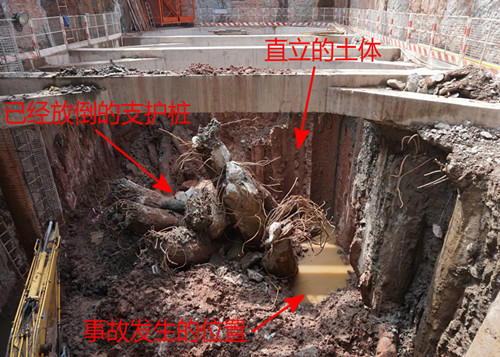 直立的土体
已经放倒的支护桩
事故发生的位置